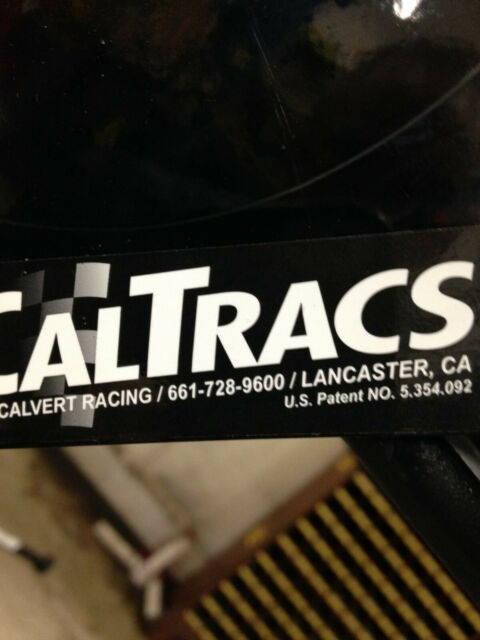 CALTRACS
CALVERT RACING / 661-728-9600 / LANCASTER, CA
U.S. Patent NO. 5.354.092